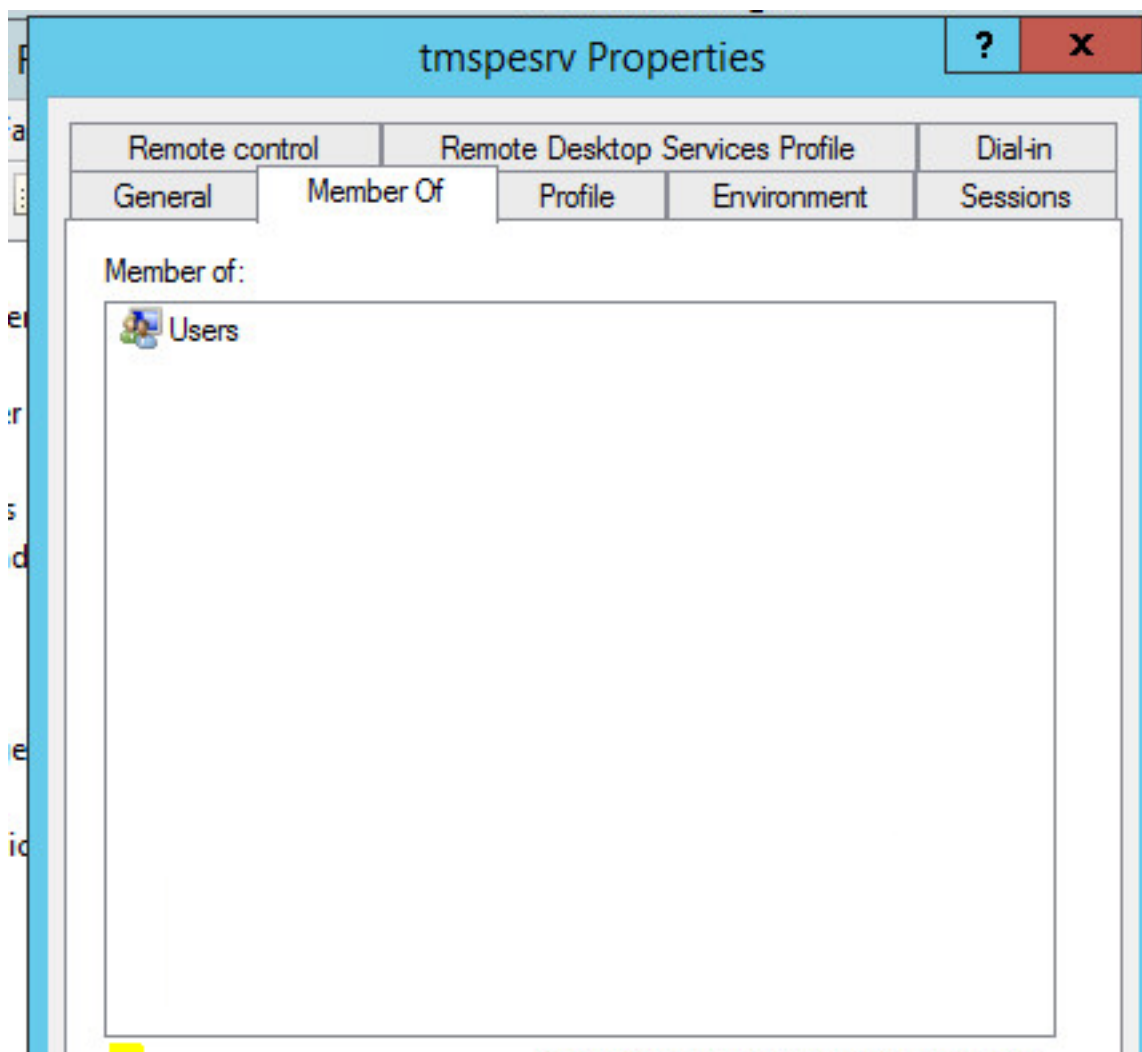 tmspesrv Properties
?
x
Remote control
Remote Desktop Services Profile
Dial-in
General
Member Of
Profile
Environment
Sessions
Member of:
Users